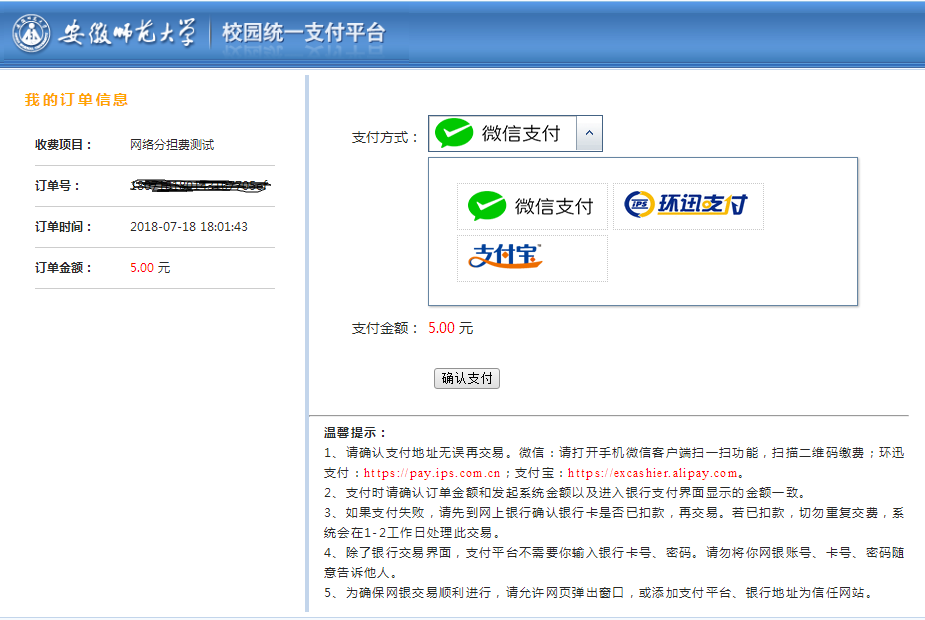 安徽师范大学 校园统一支付平台
我的订单信息
收费项目： 网络分担费测试
订单号：
订单时间： 2018-07-18 18:01:43
订单金额： 5.00 元
支付方式： 微信支付
微信支付 IPS 环迅支付
支付宝
支付金额： 5.00 元
确认支付
温馨提示：
1、请确认支付地址无误再交易。微信：请打开手机微信客户端扫一扫功能，扫描二维码缴费；环迅
支付：https://pay.ips.com.cn；支付宝：https://excashier.alipay.com。
2、支付时请确认订单金额和发起系统金额以及进入银行支付界面显示的金额一致。
3、如果支付失败，请先到网上银行确认银行卡是否已扣款，再交易。若已扣款，切勿重复交费，系
统会在1-2工作日处理此交易。
4、除了银行交易界面，支付平台不需要你输入银行卡号、密码。请勿将你网银账号、卡号、密码随
意告诉他人。
5、为确保网银交易顺利进行，请允许网页弹出窗口，或添加支付平台、银行地址为信任网站。